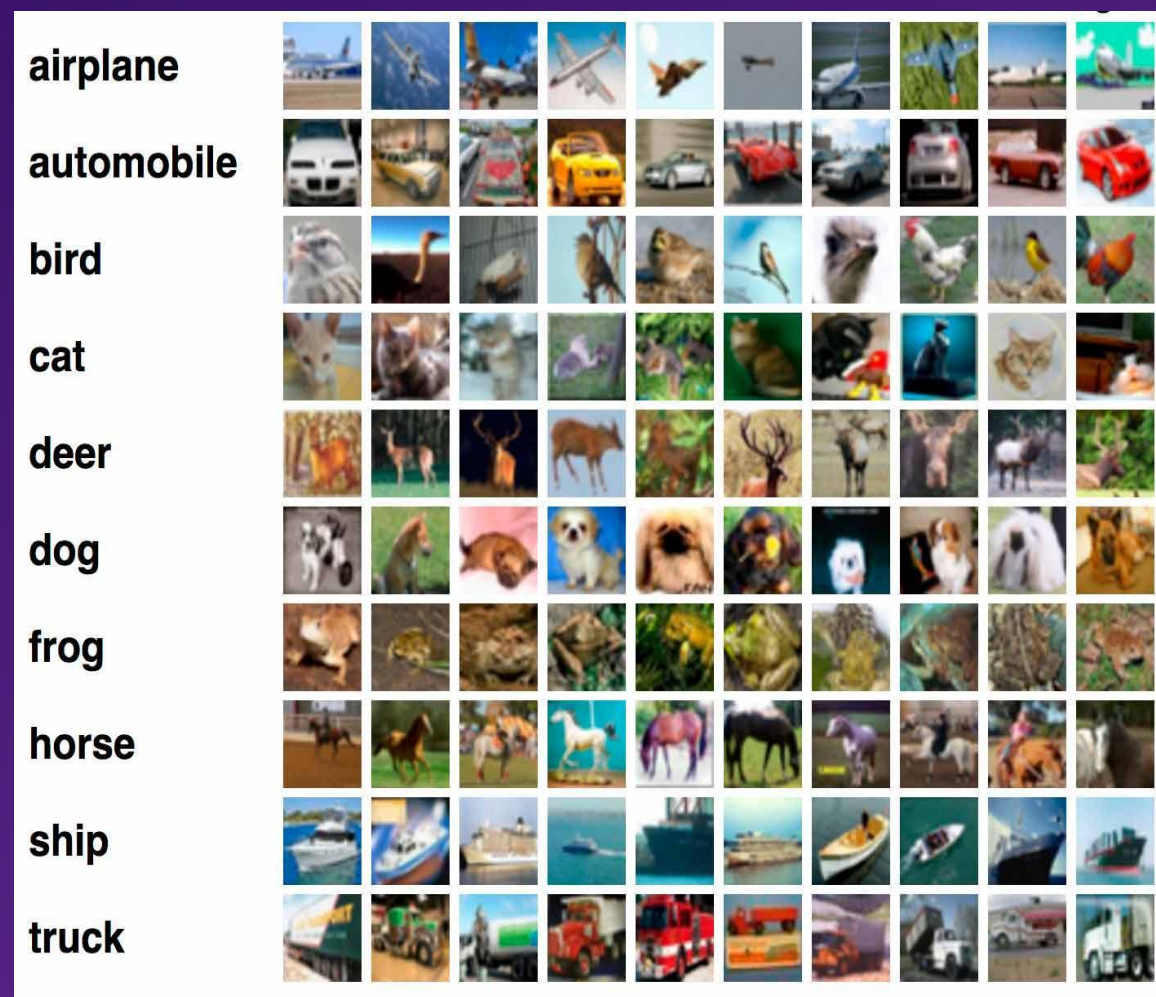 airplane
automobile
bird
cat
deer
dog
frog
horse
ship
truck